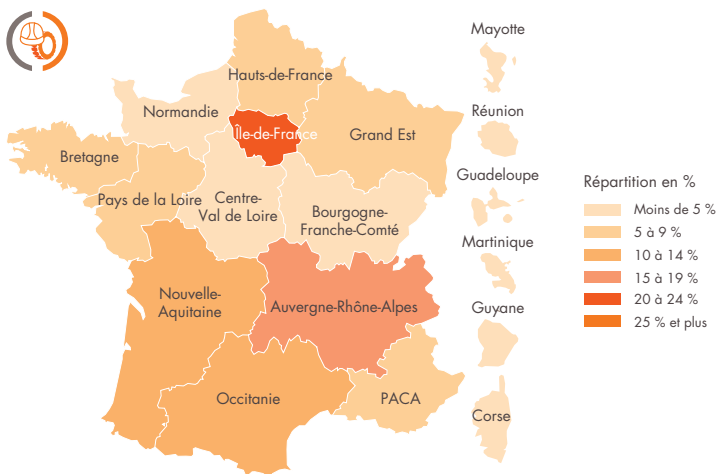 Mayotte
Hauts-de-France
Normandie
Réunion
Île-de-France
Grand Est
Bretagne
Guadeloupe
Pays de la Loire
Centre-
Val de Loire
Bourgogne-
Franche-Comté
Martinique
Nouvelle-
Aquitaine
Auvergne-Rhône-Alpes
Guyane
Occitanie
PACA
Corse
Répartition en %
Moins de 5 %
5 à 9 %
10 à 14 %
15 à 19 %
20 à 24 %
25 % et plus